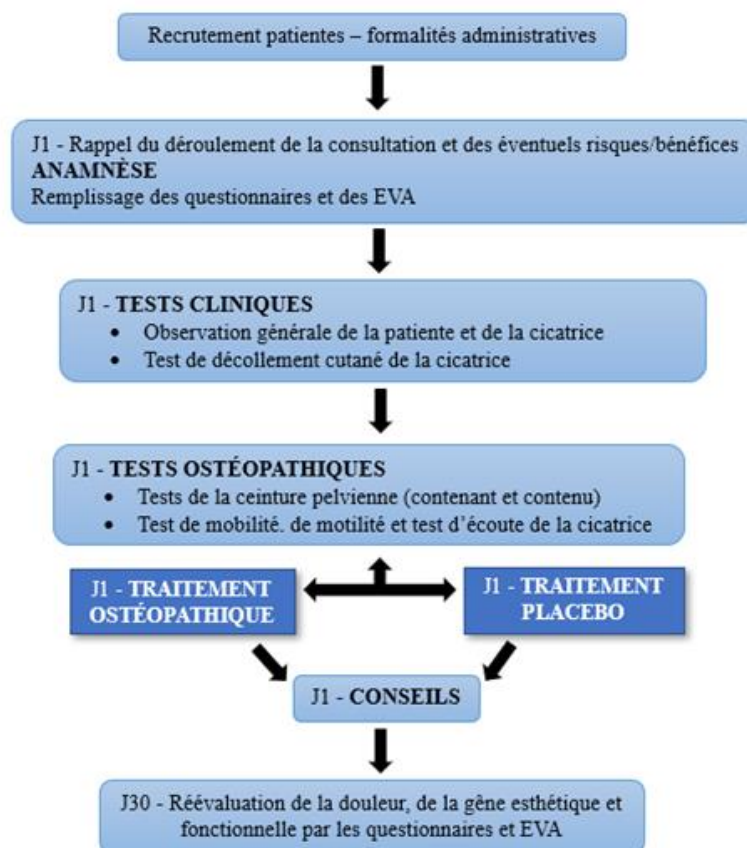 Recrutement patientes – formalités administratives
J1 - Rappel du déroulement de la consultation et des éventuels risques/bénéfices
ANAMNÈSE
Remplissage des questionnaires et des EVA
J1 - TESTS CLINIQUES
• Observation générale de la patiente et de la cicatrice
• Test de décollement cutané de la cicatrice
J1 - TESTS OSTÉOPATHIQUES
• Tests de la ceinture pelvienne (contenant et contenu)
• Test de mobilité. de motilité et test d’écoute de la cicatrice
J1 - TRAITEMENT
OSTÉOPATHIQUE
J1 - TRAITEMENT
PLACEBO
J1 - CONSEILS
J30 - Réévaluation de la douleur, de la gêne esthétique et
fonctionnelle par les questionnaires et EVA